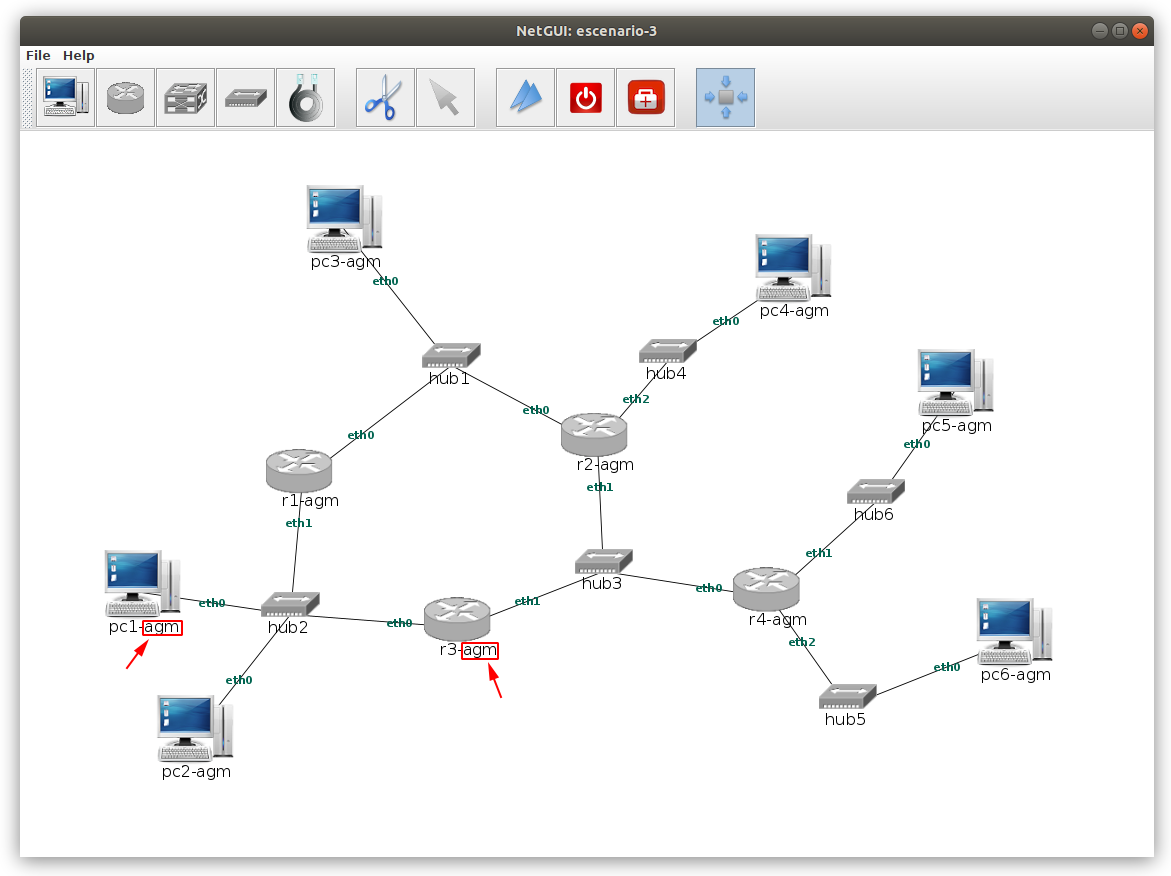 NetGUI: escenario-3
File Help
pc3-agm
eth0
pc4-agm
eth0
hub1
hub4
eth0
eth2
pc5-agm
eth0
eth0
r2-agm
r1-agm
eth1
hub6
eth1
eth1
hub3
eth0
pc1-agm
hub2
eth0
r3-agm
eth1
eth0
r4-agm
eth2
eth0
pc2-agm
eth0
pc6-agm
hub5